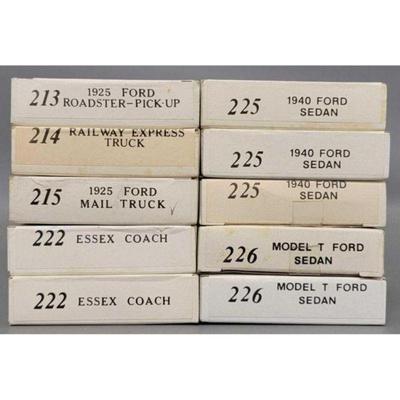 213 1925 FORD
ROADSTER-PICK-UP
214 RAILWAY EXPRESS
TRUCK
215 1925 FORD
MAIL TRUCK
222 ESSEX COACH
222 ESSEX COACH
225 1940 FORD
SEDAN
225 1940 FORD
SEDAN
225 1940 FORD
SEDAN
226 MODEL T FORD
SEDAN
226 MODEL T FORD
SEDAN